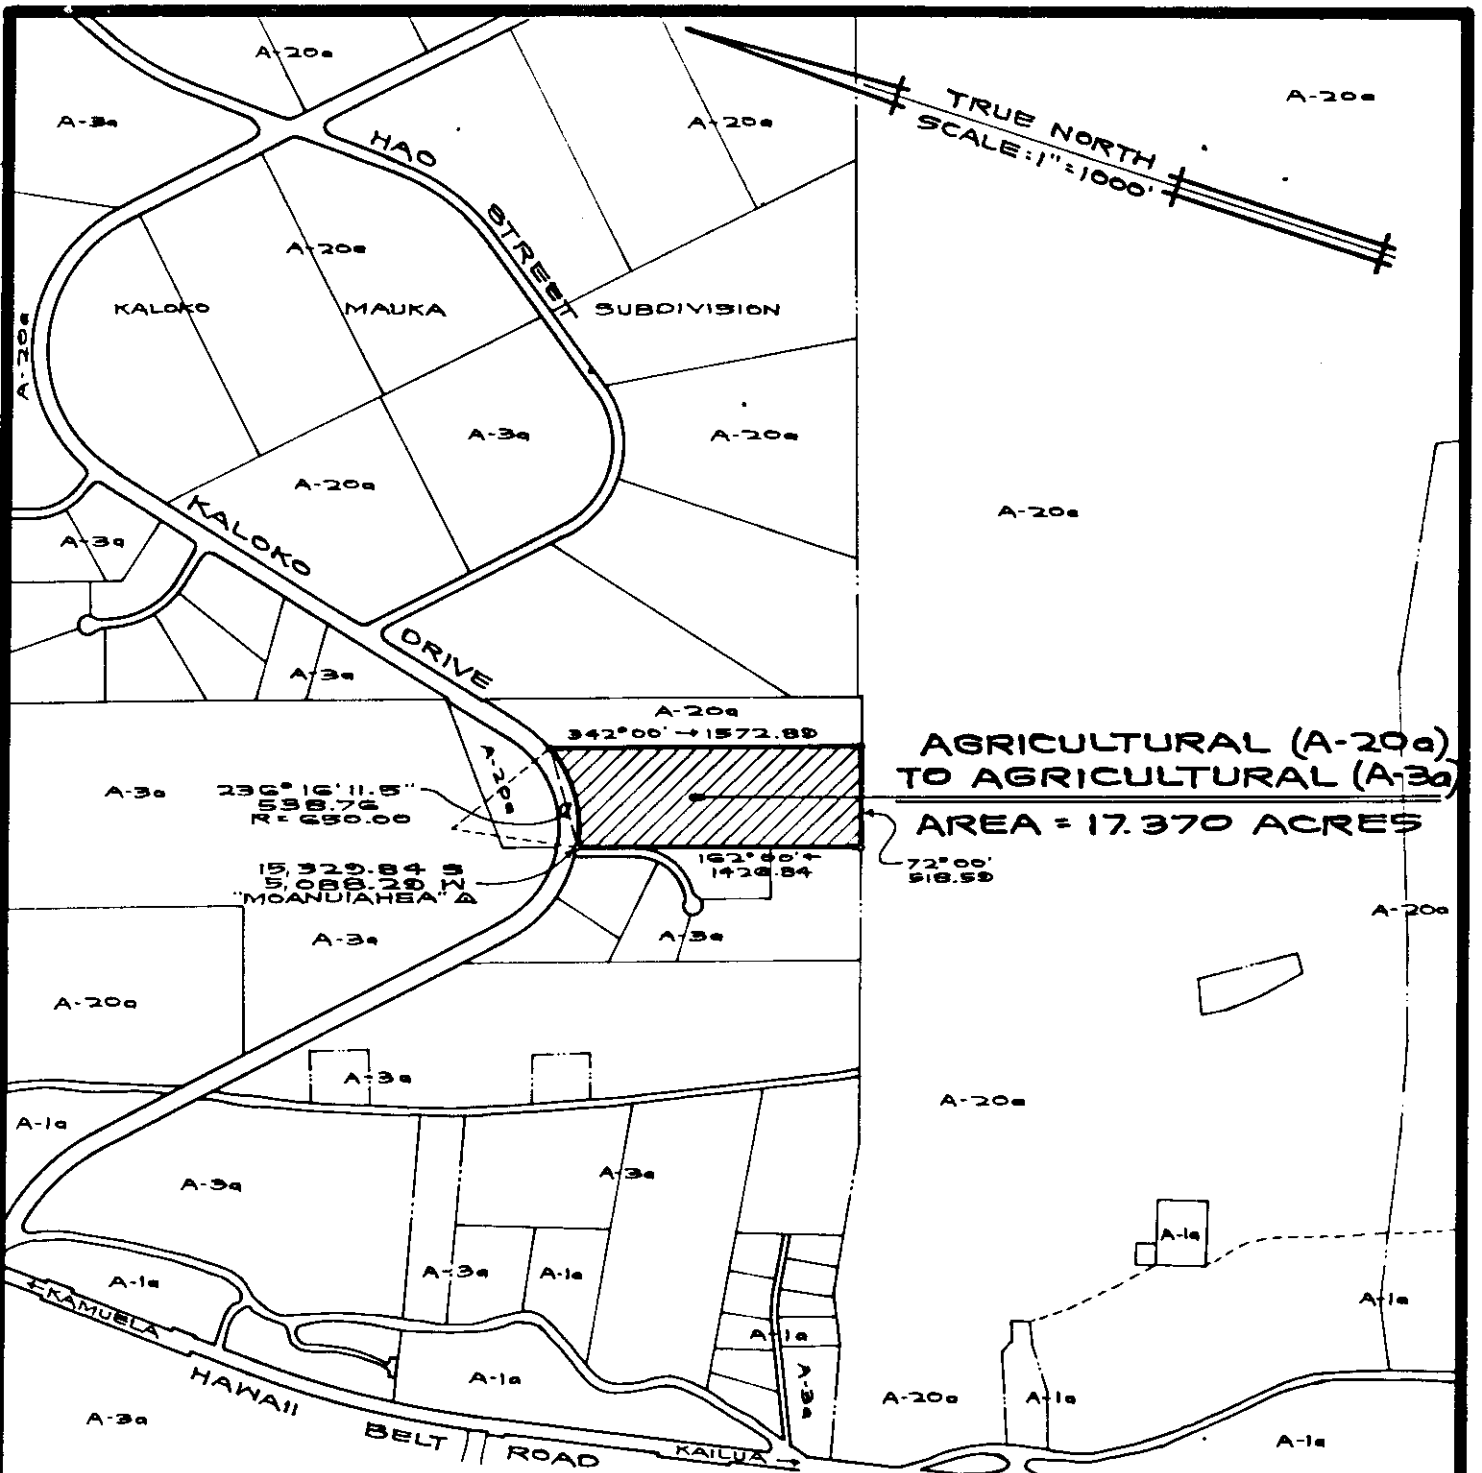 A-20a
A-3a
A-20a
A-20a
TRUE NORTH
SCALE: 1" = 1000'
HAO
STREET
A-20a
KALOKO MAUKA SUBDIVISION
A-20a
A-3a
A-20a
A-20a
A-20a
KALOKO
A-3a
DRIVE
A-3a
A-20a
342°00' → 1572.89
AGRICULTURAL (A-20a)
TO AGRICULTURAL (A-3a)
AREA = 17.370 ACRES
A-20a
A-3a
236° 16' 11.5"
538.76
R = 650.00
15,329.84 S
5,088.29 W
"MOANUIAHEA" △
162°00' ←
1426.84
72°00'
518.59
A-20a
A-3a
A-3a
A-20a
A-3a
A-20a
A-1a
A-3a
A-3a
A-1a
A-3a
A-1a
A-1a
A-1a
← KAMUELA
A-1a
A-1a
A-3a
A-20a
A-1a
HAWAII
BELT
ROAD
A-3a
KAILUA →
A-1a